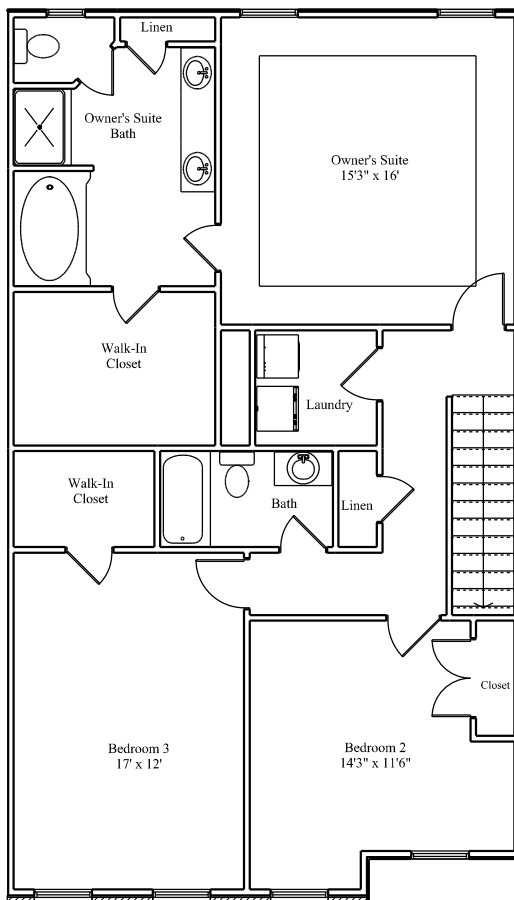 Linen
Owner's Suite
Bath
Owner's Suite
15'3" x 16'
Walk-In
Closet
Laundry
Walk-In
Closet
Bath
Linen
Closet
Bedroom 3
17' x 12'
Bedroom 2
14'3" x 11'6"